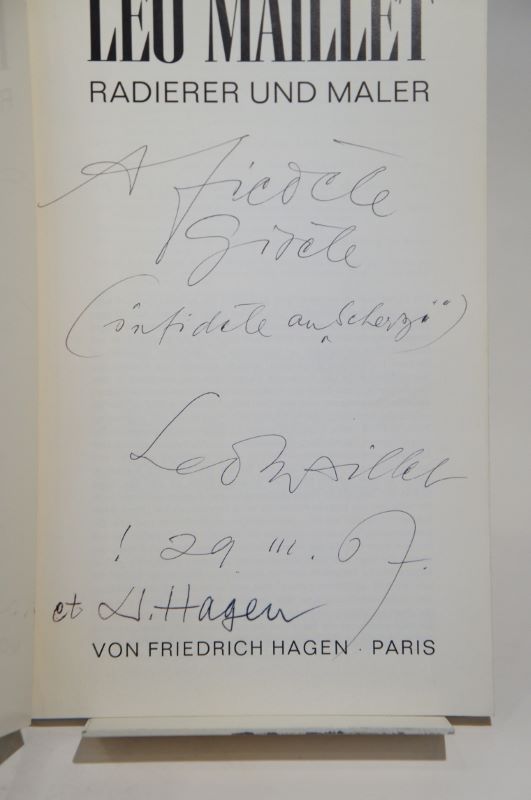 LEO MAILLET
RADIERER UND MALER
A fidèle
Gisèle
(infidèle au „Scherzo“)
Leo Maillet
! 29. III. 67.
et Hagen
VON FRIEDRICH HAGEN · PARIS